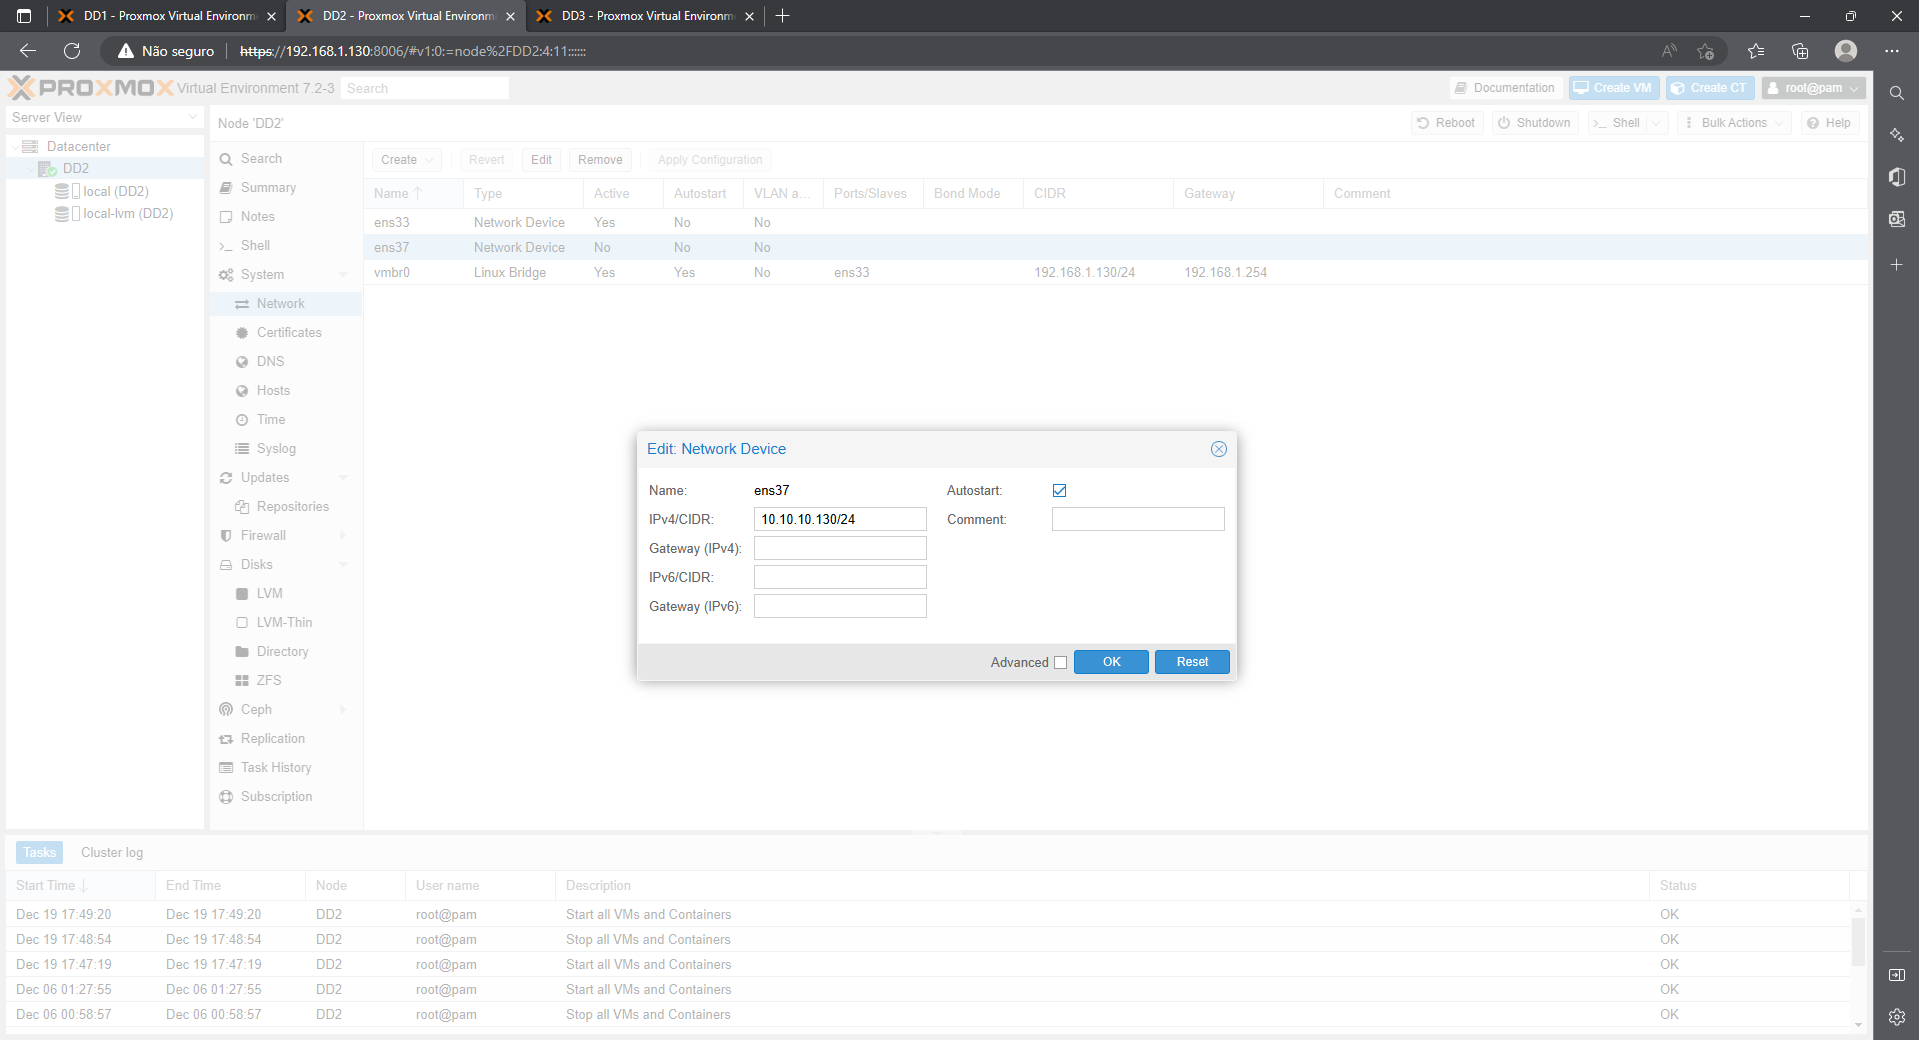 DD1 - Proxmox Virtual Environm
DD2 - Proxmox Virtual Environm
DD3 - Proxmox Virtual Environm
Não seguro
https://192.168.1.130:8006/#v1:0:=node%2FDD2:4:11::::::
PROXMOX Virtual Environment 7.2-3
Search
Documentation
Create VM
Create CT
root@pam
Server View
Node 'DD2'
Reboot
Shutdown
Shell
Bulk Actions
Help
Datacenter
DD2
local (DD2)
local-lvm (DD2)
Search
Summary
Notes
Shell
System
Network
Certificates
DNS
Hosts
Time
Syslog
Updates
Repositories
Firewall
Disks
LVM
LVM-Thin
Directory
ZFS
Ceph
Replication
Task History
Subscription
Create
Revert
Edit
Remove
Apply Configuration
Name Type Active Autostart VLAN a... Ports/Slaves Bond Mode CIDR Gateway Comment
ens33 Network Device Yes No No
ens37 Network Device No No No
vmbr0 Linux Bridge Yes Yes No ens33 192.168.1.130/24 192.168.1.254
Edit: Network Device
Name: ens37
Autostart:
IPv4/CIDR: 10.10.10.130/24
Comment:
Gateway (IPv4):
IPv6/CIDR:
Gateway (IPv6):
Advanced
OK
Reset
Tasks
Cluster log
Start Time End Time Node User name Description Status
Dec 19 17:49:20 Dec 19 17:49:20 DD2 root@pam Start all VMs and Containers OK
Dec 19 17:48:54 Dec 19 17:48:54 DD2 root@pam Stop all VMs and Containers OK
Dec 19 17:47:19 Dec 19 17:47:19 DD2 root@pam Start all VMs and Containers OK
Dec 06 01:27:55 Dec 06 01:27:55 DD2 root@pam Start all VMs and Containers OK
Dec 06 00:58:57 Dec 06 00:58:57 DD2 root@pam Stop all VMs and Containers OK